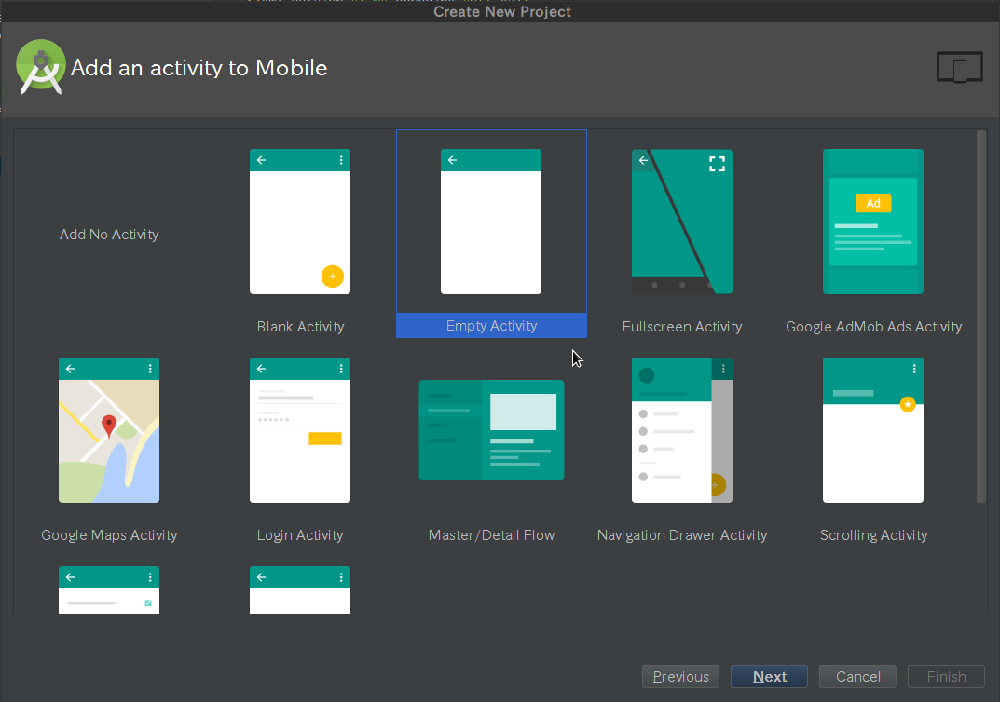 Create New Project
Add an activity to Mobile
Ad
Add No Activity
Blank Activity
Empty Activity
Fullscreen Activity
Google AdMob Ads Activity
Google Maps Activity
Login Activity
Master/Detail Flow
Navigation Drawer Activity
Scrolling Activity
Previous
Next
Cancel
Finish